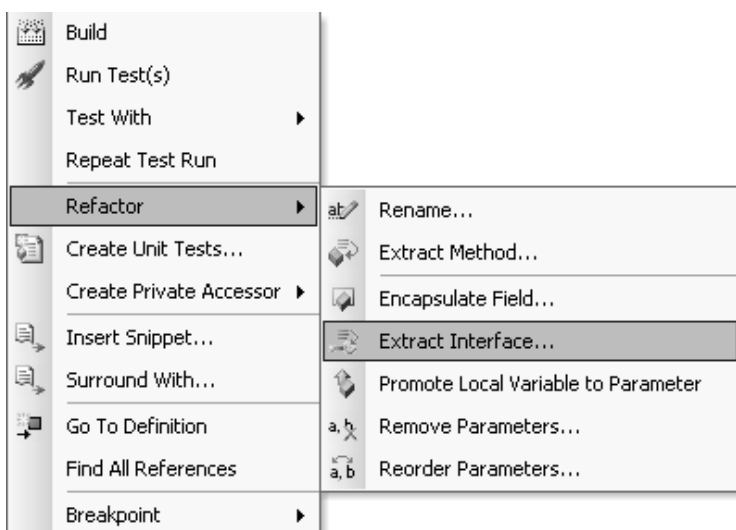 Build
Run Test(s)
Test With
Repeat Test Run
Refactor
Create Unit Tests...
Create Private Accessor
Insert Snippet...
Surround With...
Go To Definition
Find All References
Breakpoint
ab
Rename...
Extract Method...
Encapsulate Field...
Extract Interface...
Promote Local Variable to Parameter
a, b Remove Parameters...
a, b Reorder Parameters...